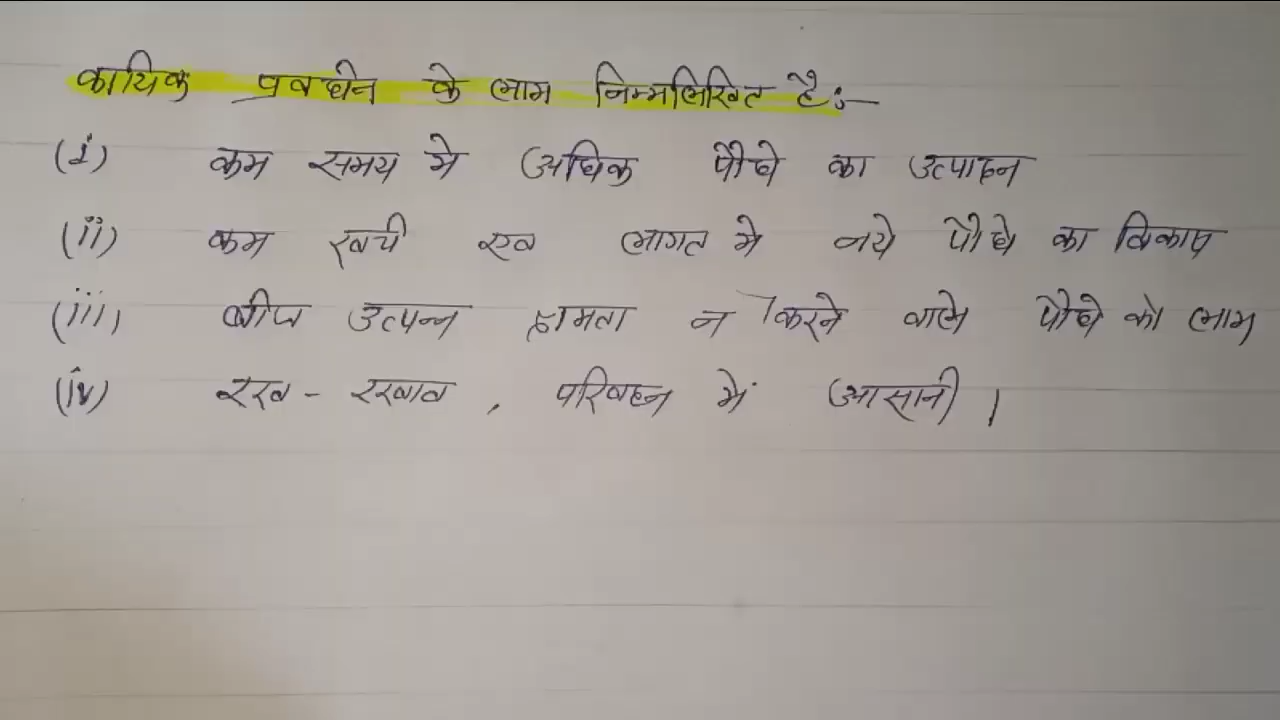 कायिक प्रवर्धन के लाभ निम्नलिखित है:-
(i) कम समय मे अधिक पौधे का उत्पादन
(ii) कम खर्च एव लागत मे नये पौधे का विकास
(iii) बीज उत्पन्न क्षमता न करने वाले पौधे को लाभ
(iv) रख-रखाव, परिवहन में आसानी।